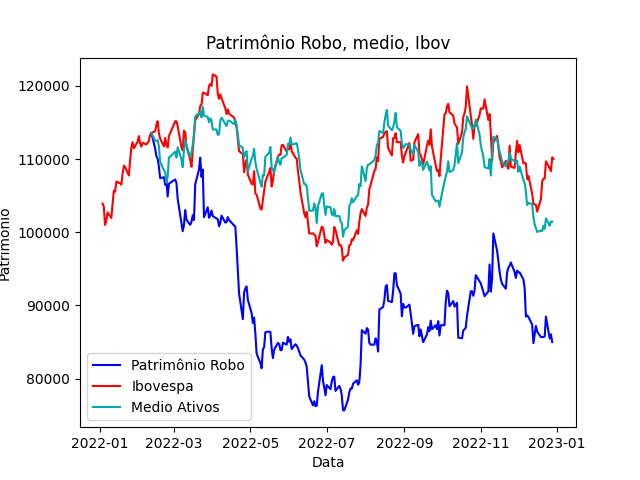 Patrimônio Robo, medio, Ibov
120000
110000
100000
90000
80000
Patrimonio
Patrimônio Robo
Ibovespa
Medio Ativos
2022-01 2022-03 2022-05 2022-07 2022-09 2022-11 2023-01
Data